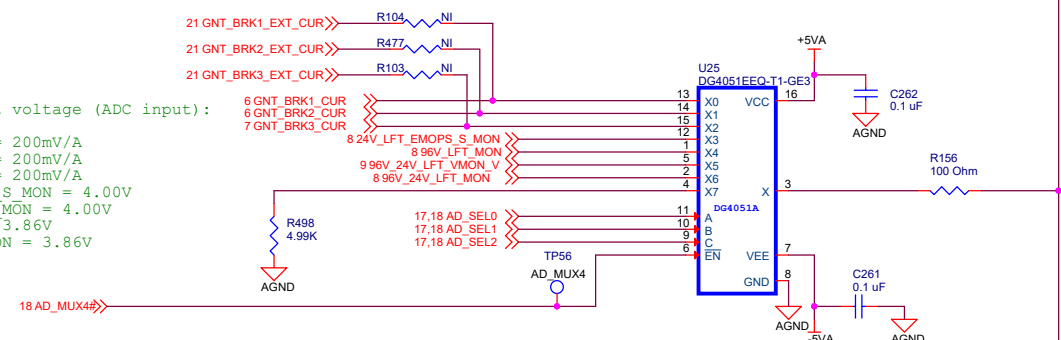 21 GNT_BRK1_EXT_CUR
R104
NI
21 GNT_BRK2_EXT_CUR
R477
NI
21 GNT_BRK3_EXT_CUR
R103
NI
+5VA
U25
DG4051EEQ-T1-GE3
voltage (ADC input):
= 200mV/A
= 200mV/A
= 200mV/A
S_MON = 4.00V
MON = 4.00V
3.86V
ON = 3.86V
6 GNT_BRK1_CUR
6 GNT_BRK2_CUR
7 GNT_BRK3_CUR
8 24V_LFT_EMOPS_S_MON
8 96V_LFT_MON
9 96V_24V_LFT_VMON_V
8 96V_24V_LFT_MON
13 X0
14 X1
15 X2
12 X3
1 X4
5 X5
2 X6
4 X7
11 A
10 B
9 C
6 EN
VCC 16
X 3
DG4051A
VEE 7
GND 8
C262
0.1 uF
AGND
R156
100 Ohm
R498
4.99K
AGND
17,18 AD_SEL0
17,18 AD_SEL1
17,18 AD_SEL2
TP56
AD_MUX4
18 AD_MUX4#
C261
0.1 uF
AGND
-5VA
AGND